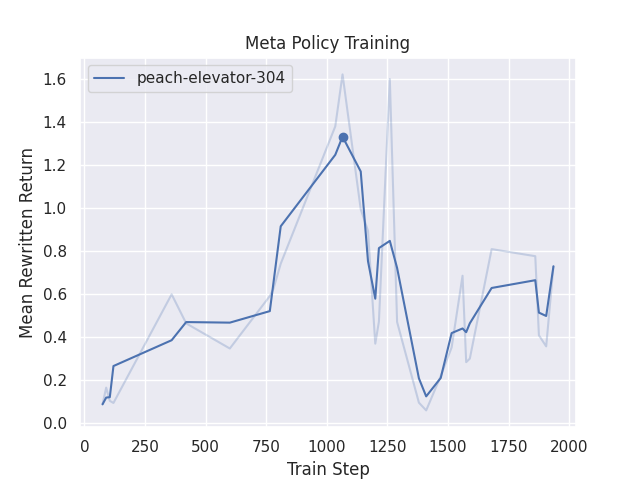 Meta Policy Training
peach-elevator-304
Mean Rewritten Return
1.6
1.4
1.2
1.0
0.8
0.6
0.4
0.2
0.0
0 250 500 750 1000 1250 1500 1750 2000
Train Step